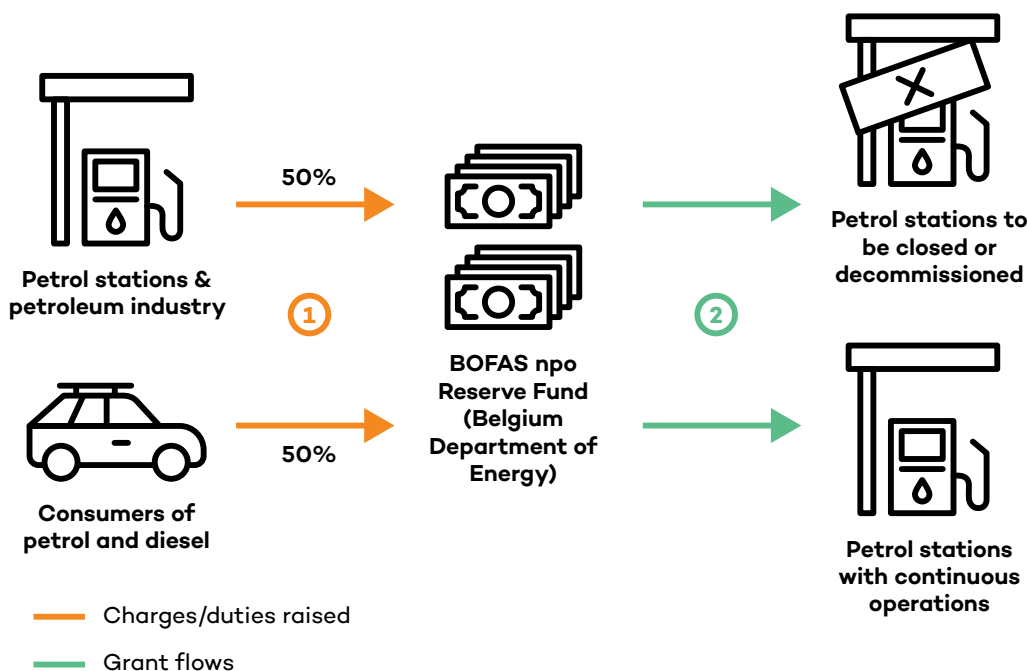 50%
Petrol stations &
petroleum industry
1
Consumers of
petrol and diesel
50%
BOFAS npo
Reserve Fund
(Belgium
Department of
Energy)
2
Petrol stations to
be closed or
decommissioned
Petrol stations
with continuous
operations
Charges/duties raised
Grant flows